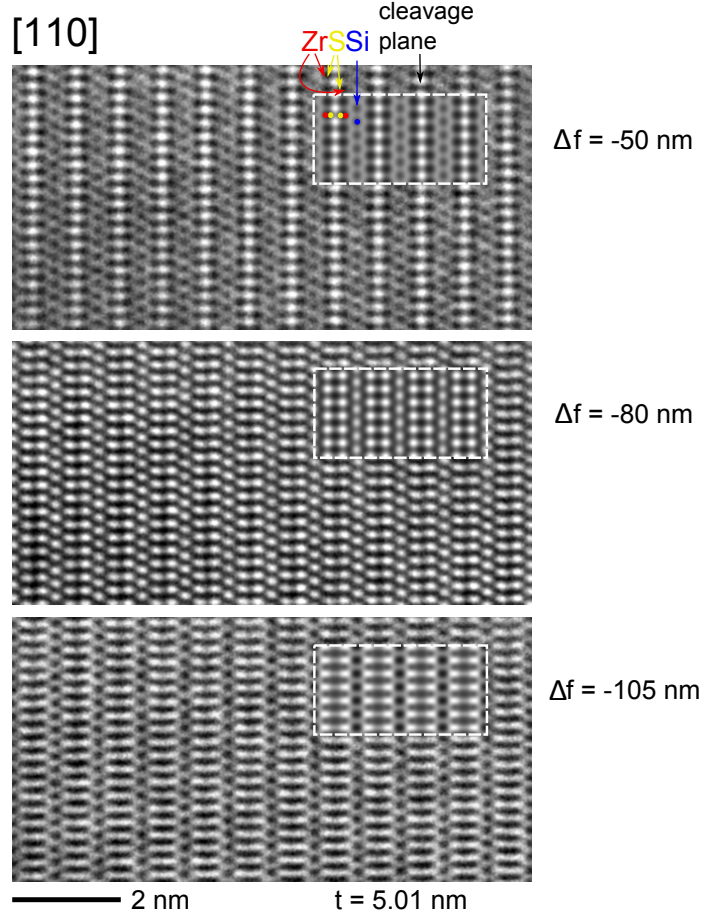 [110]
cleavage
plane
ZrSSi
Δf = -50 nm
Δf = -80 nm
Δf = -105 nm
2 nm
t = 5.01 nm